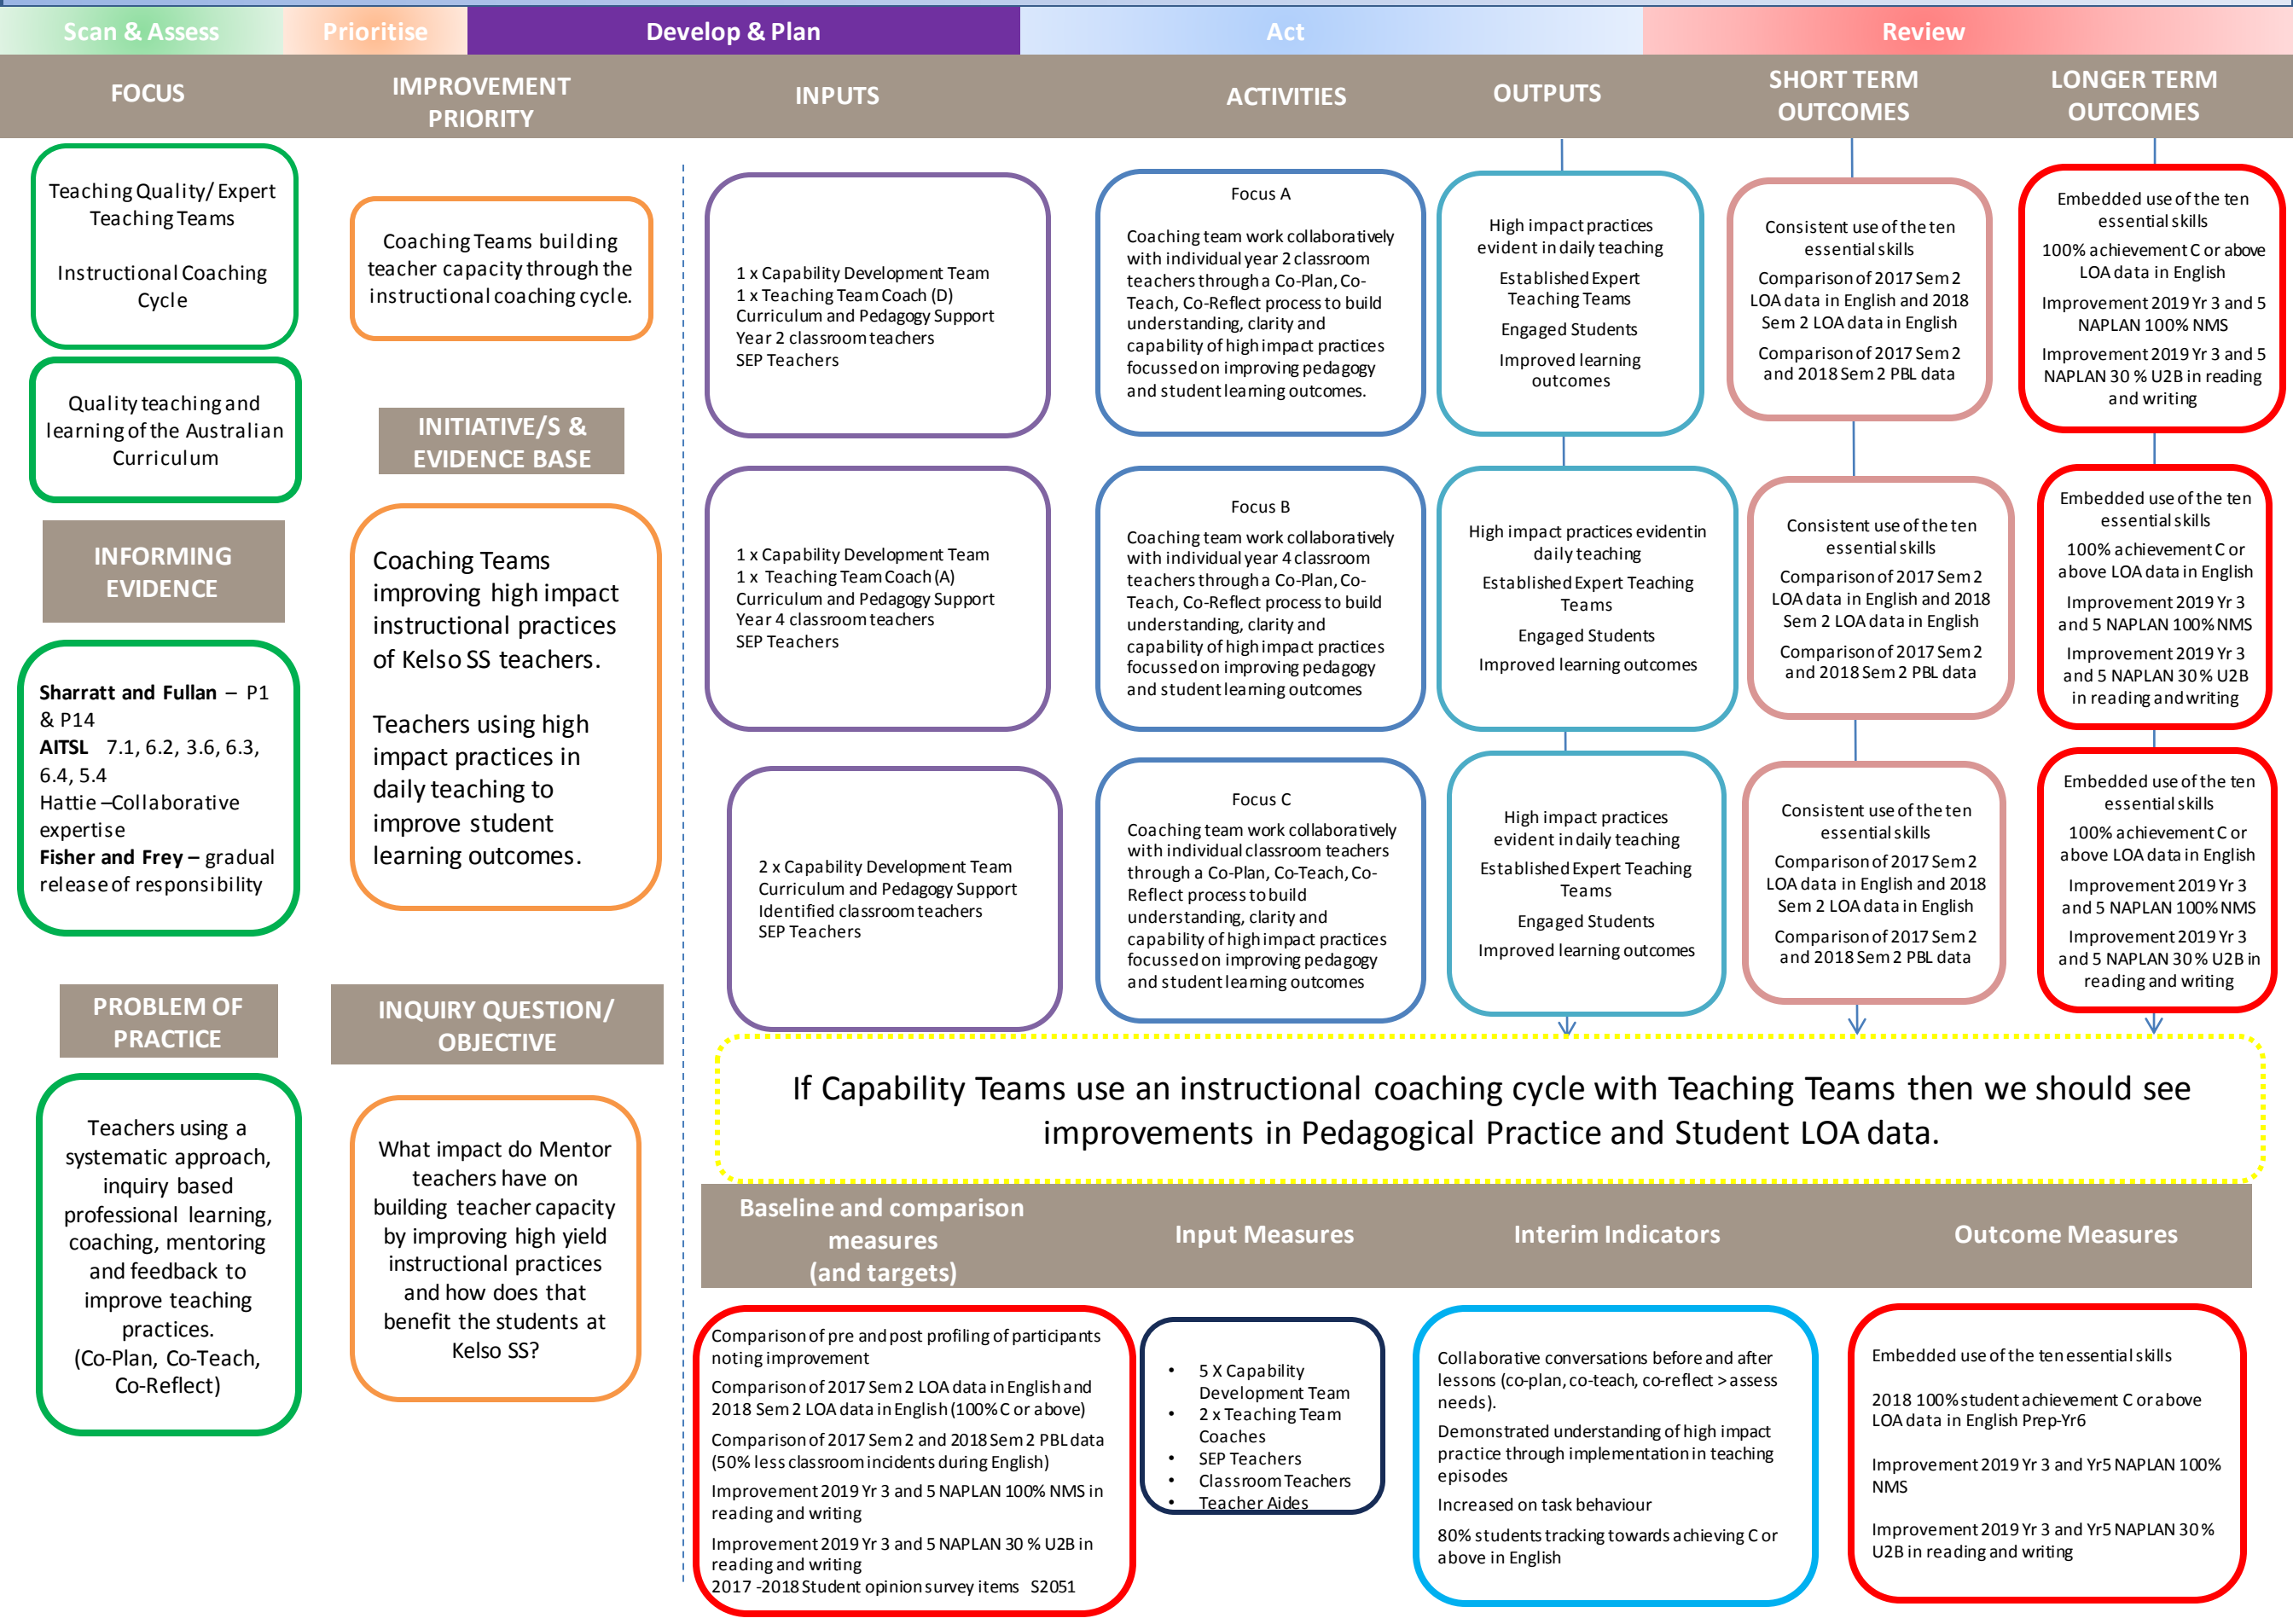 Scan & Assess
Prioritise
Develop & Plan
Act
Review
FOCUS
IMPROVEMENT
PRIORITY
INPUTS
ACTIVITIES
OUTPUTS
SHORT TERM
OUTCOMES
LONGER TERM
OUTCOMES
Teaching Quality/ Expert
Teaching Teams
Instructional Coaching
Cycle
Quality teaching and
learning of the Australian
Curriculum
INFORMING
EVIDENCE
Sharratt and Fullan – P1
& P14
AITSL 7.1, 6.2, 3.6, 6.3,
6.4, 5.4
Hattie –Collaborative
expertise
Fisher and Frey – gradual
release of responsibility
PROBLEM OF
PRACTICE
Teachers using a
systematic approach,
inquiry based
professional learning,
coaching, mentoring
and feedback to
improve teaching
practices.
(Co-Plan, Co-Teach,
Co-Reflect)
Coaching Teams building
teacher capacity through the
instructional coaching cycle.
INITIATIVE/S &
EVIDENCE BASE
Coaching Teams
improving high impact
instructional practices
of Kelso SS teachers.
Teachers using high
impact practices in
daily teaching to
improve student
learning outcomes.
INQUIRY QUESTION/
OBJECTIVE
What impact do Mentor
teachers have on
building teacher capacity
by improving high yield
instructional practices
and how does that
benefit the students at
Kelso SS?
1 x Capability Development Team
1 x Teaching Team Coach (D)
Curriculum and Pedagogy Support
Year 2 classroom teachers
SEP Teachers
Focus A
Coaching team work collaboratively
with individual year 2 classroom
teachers through a Co-Plan, Co-
Teach, Co-Reflect process to build
understanding, clarity and
capability of high impact practices
focussed on improving pedagogy
and student learning outcomes.
High impact practices
evident in daily teaching
Established Expert
Teaching Teams
Engaged Students
Improved learning
outcomes
Consistent use of the ten
essential skills
Comparison of 2017 Sem 2
LOA data in English and 2018
Sem 2 LOA data in English
Comparison of 2017 Sem 2
and 2018 Sem 2 PBL data
Embedded use of the ten
essential skills
100% achievement C or above
LOA data in English
Improvement 2019 Yr 3 and 5
NAPLAN 100% NMS
Improvement 2019 Yr 3 and 5
NAPLAN 30 % U2B in reading
and writing
1 x Capability Development Team
1 x Teaching Team Coach (A)
Curriculum and Pedagogy Support
Year 4 classroom teachers
SEP Teachers
Focus B
Coaching team work collaboratively
with individual year 4 classroom
teachers through a Co-Plan, Co-
Teach, Co-Reflect process to build
understanding, clarity and
capability of high impact practices
focussed on improving pedagogy
and student learning outcomes
High impact practices evident in
daily teaching
Established Expert Teaching
Teams
Engaged Students
Improved learning outcomes
Consistent use of the ten
essential skills
Comparison of 2017 Sem 2
LOA data in English and 2018
Sem 2 LOA data in English
Comparison of 2017 Sem 2
and 2018 Sem 2 PBL data
Embedded use of the ten
essential skills
100% achievement C or
above LOA data in English
Improvement 2019 Yr 3
and 5 NAPLAN 100% NMS
Improvement 2019 Yr 3
and 5 NAPLAN 30 % U2B
in reading and writing
2 x Capability Development Team
Curriculum and Pedagogy Support
Identified classroom teachers
SEP Teachers
Focus C
Coaching team work collaboratively
with individual classroom teachers
through a Co-Plan, Co-Teach, Co-
Reflect process to build
understanding, clarity and
capability of high impact practices
focussed on improving pedagogy
and student learning outcomes
High impact practices
evident in daily teaching
Established Expert Teaching
Teams
Engaged Students
Improved learning outcomes
Consistent use of the ten
essential skills
Comparison of 2017 Sem 2
LOA data in English and 2018
Sem 2 LOA data in English
Comparison of 2017 Sem 2
and 2018 Sem 2 PBL data
Embedded use of the ten
essential skills
100% achievement C or
above LOA data in English
Improvement 2019 Yr 3
and 5 NAPLAN 100% NMS
Improvement 2019 Yr 3
and 5 NAPLAN 30 % U2B in
reading and writing
If Capability Teams use an instructional coaching cycle with Teaching Teams then we should see
improvements in Pedagogical Practice and Student LOA data.
Baseline and comparison
measures
(and targets)
Input Measures
Interim Indicators
Outcome Measures
Comparison of pre and post profiling of participants
noting improvement
Comparison of 2017 Sem 2 LOA data in English and
2018 Sem 2 LOA data in English (100% C or above)
Comparison of 2017 Sem 2 and 2018 Sem 2 PBL data
(50% less classroom incidents during English)
Improvement 2019 Yr 3 and 5 NAPLAN 100% NMS in
reading and writing
Improvement 2019 Yr 3 and 5 NAPLAN 30 % U2B in
reading and writing
2017 -2018 Student opinion survey items S2051
• 5 X Capability
Development Team
• 2 x Teaching Team
Coaches
• SEP Teachers
• Classroom Teachers
• Teacher Aides
Collaborative conversations before and after
lessons (co-plan, co-teach, co-reflect > assess
needs).
Demonstrated understanding of high impact
practice through implementation in teaching
episodes
Increased on task behaviour
80% students tracking towards achieving C or
above in English
Embedded use of the ten essential skills
2018 100% student achievement C or above
LOA data in English Prep-Yr6
Improvement 2019 Yr 3 and Yr5 NAPLAN 100%
NMS
Improvement 2019 Yr 3 and Yr5 NAPLAN 30 %
U2B in reading and writing